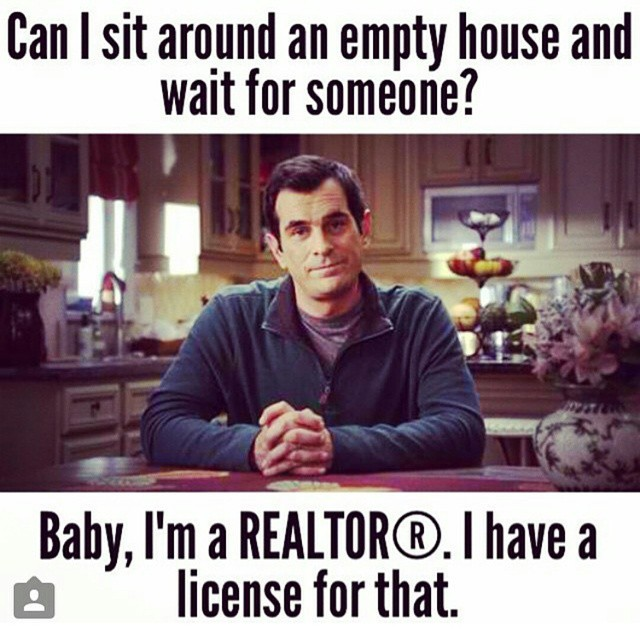 Can I sit around an empty house and
wait for someone?
Baby, I'm a REALTOR®. I have a
license for that.